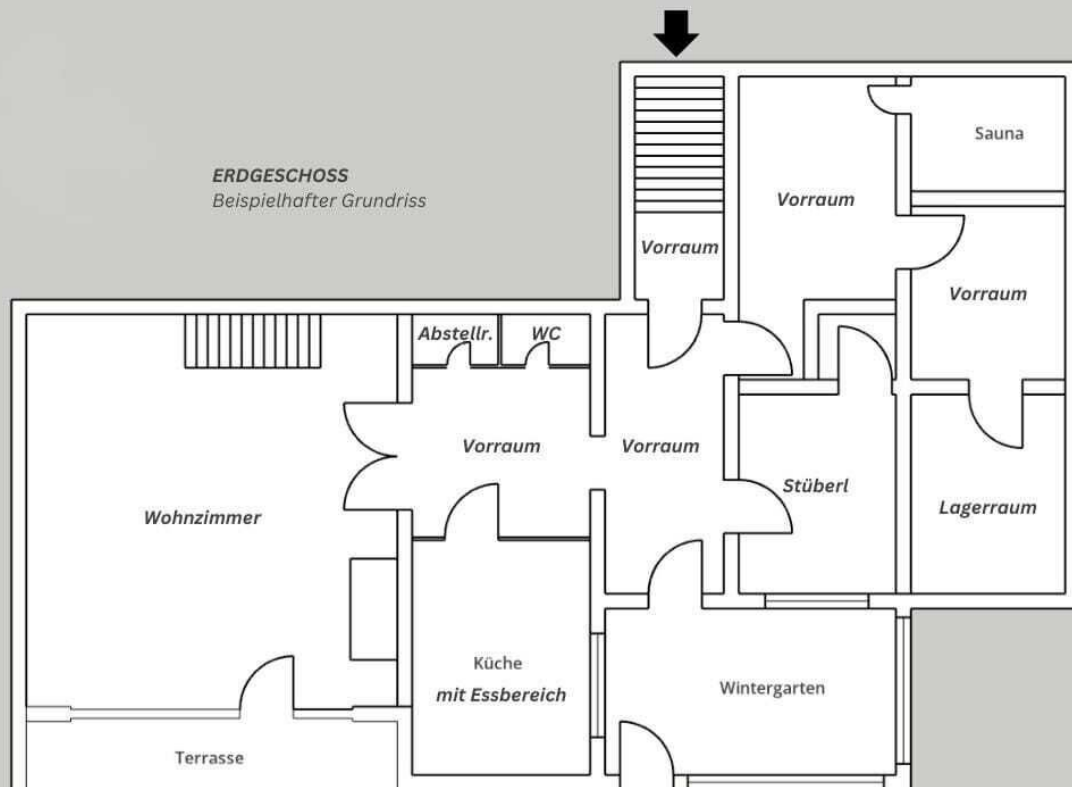 ERDGESCHOSS
Beispielhafter Grundriss
Sauna
Vorraum
Vorraum
Vorraum
Abstellr.
WC
Vorraum
Vorraum
Stüberl
Lagerraum
Wohnzimmer
Küche
mit Essbereich
Wintergarten
Terrasse